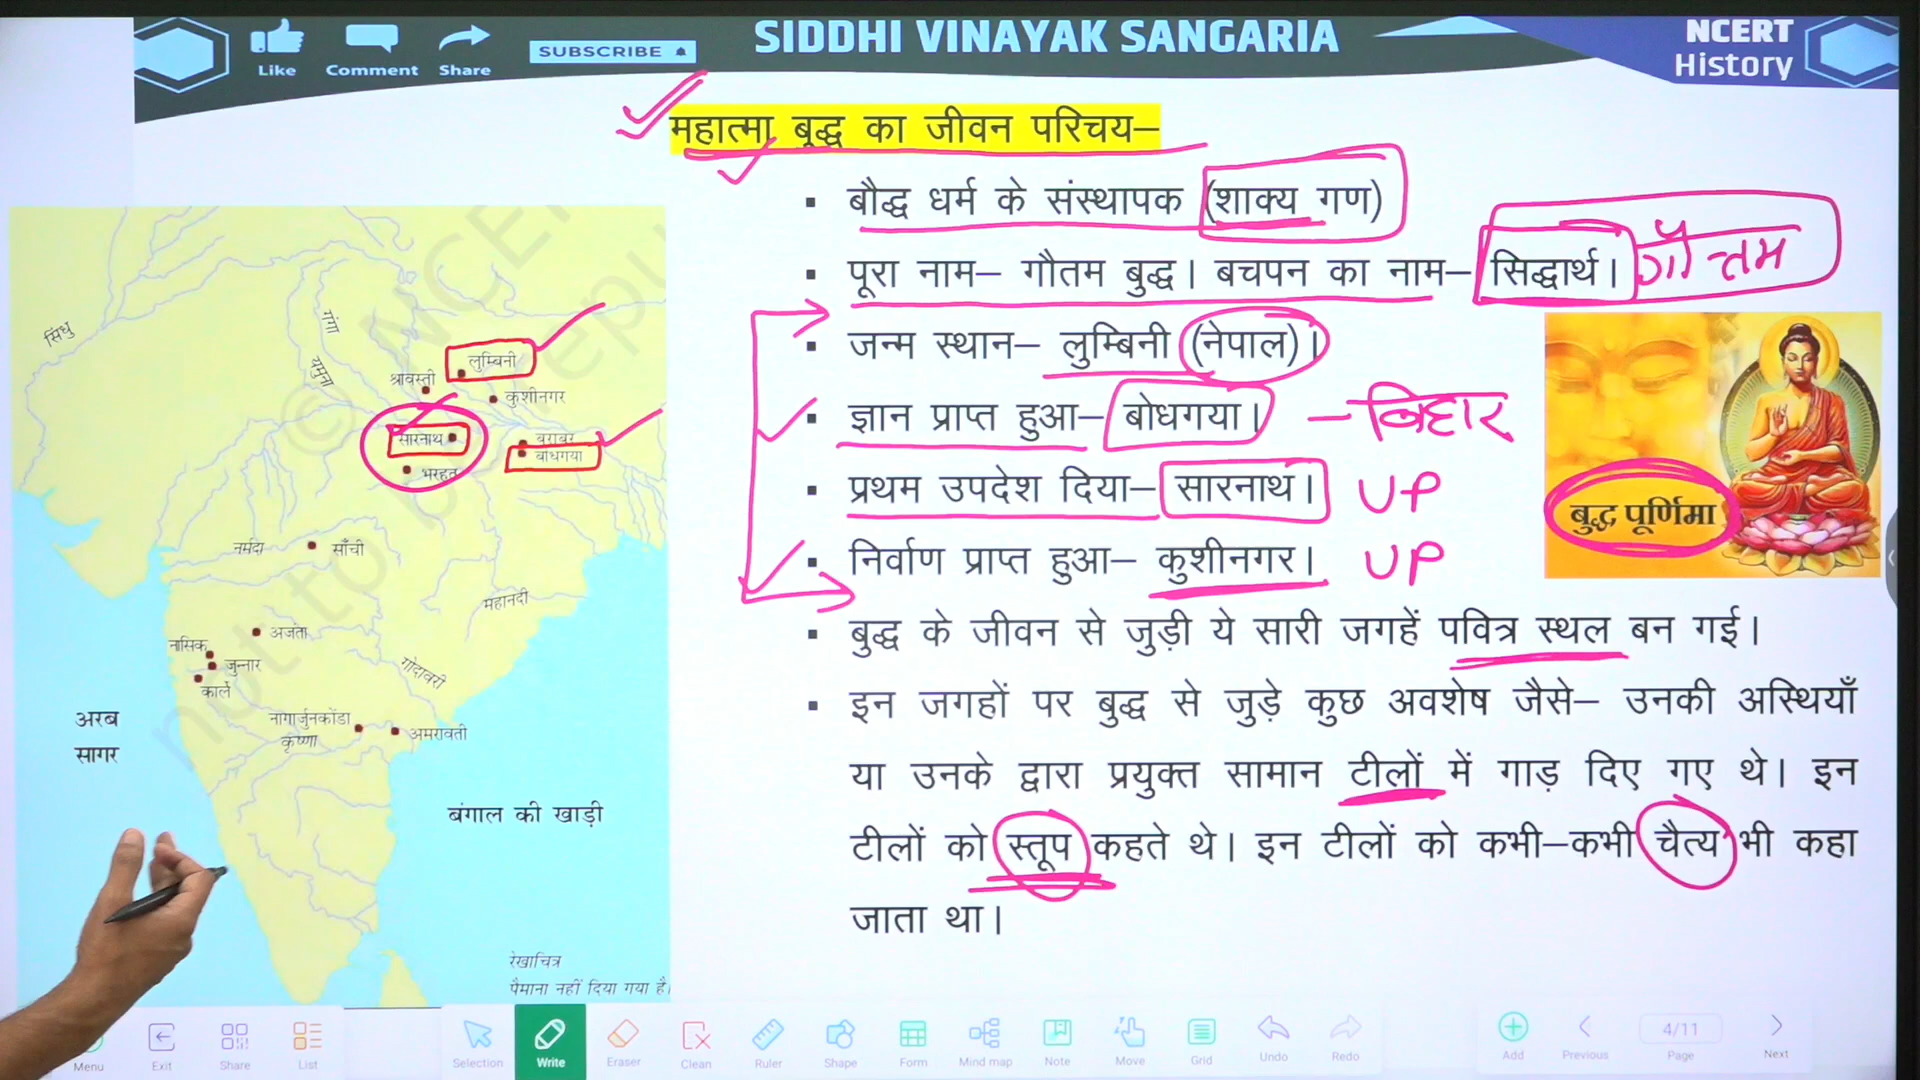 SIDDHI VINAYAK SANGARIA
NCERT
History
Like
Comment
Share
SUBSCRIBE
महात्मा बुद्ध का जीवन परिचय–
▪ बौद्ध धर्म के संस्थापक (शाक्य गण)
▪ पूरा नाम– गौतम बुद्ध। बचपन का नाम– सिद्धार्थ। गौतम
▪ जन्म स्थान– लुम्बिनी (नेपाल)।
▪ ज्ञान प्राप्त हुआ– बोधगया। – बिहार
▪ प्रथम उपदेश दिया– सारनाथ। UP
▪ निर्वाण प्राप्त हुआ– कुशीनगर। UP
▪ बुद्ध के जीवन से जुड़ी ये सारी जगहें पवित्र स्थल बन गई।
▪ इन जगहों पर बुद्ध से जुड़े कुछ अवशेष जैसे– उनकी अस्थियाँ
या उनके द्वारा प्रयुक्त सामान टीलों में गाड़ दिए गए थे। इन
टीलों को स्तूप कहते थे। इन टीलों को कभी–कभी चैत्य भी कहा
जाता था।
बुद्ध पूर्णिमा
सिंधु
गंगा
यमुना
लुम्बिनी
श्रावस्ती
कुशीनगर
सारनाथ
बराबर
बोधगया
भरहुत
नर्मदा
साँची
महानदी
अजंता
नासिक
जुन्नार
कार्ले
गोदावरी
नागार्जुनकोंडा
कृष्णा
अमरावती
अरब
सागर
बंगाल की खाड़ी
रेखाचित्र
पैमाना नहीं दिया गया है।
Menu
Exit
Share
List
Selection
Write
Eraser
Clean
Ruler
Shape
Form
Mind map
Note
Move
Grid
Undo
Redo
Add
Previous
4/11
Page
Next